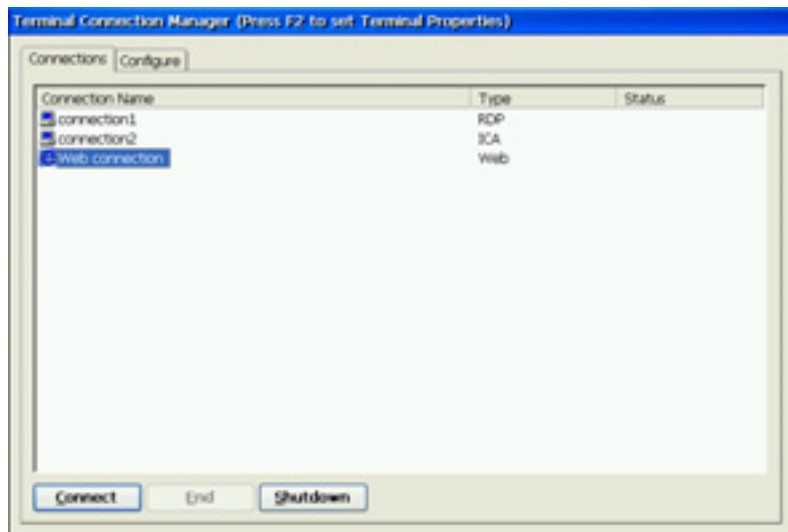 Terminal Connection Manager (Press F2 to set Terminal Properties)
Connections Configure
Connection Name Type Status
connection1 RDP
connection2 ICA
Web connection Web
Connect End Shutdown